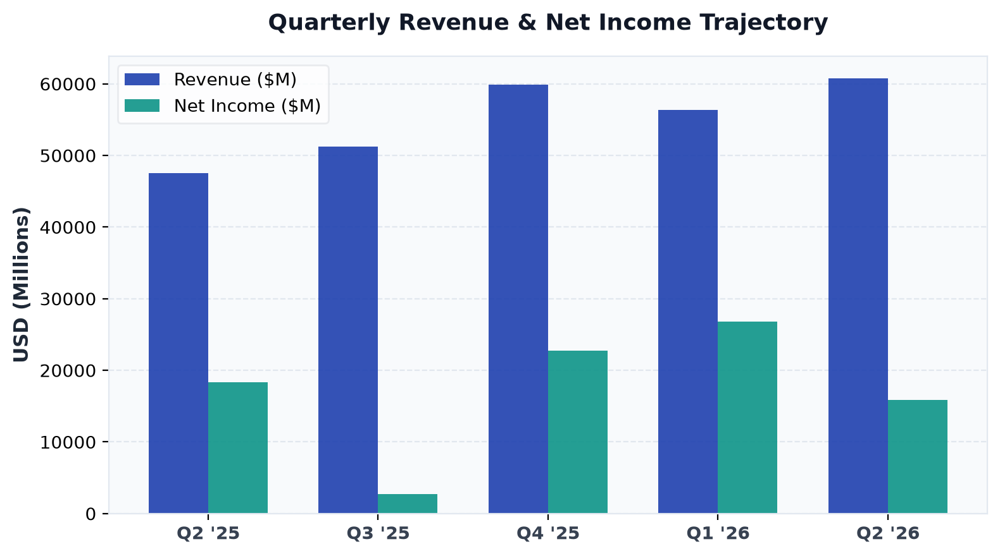 Quarterly Revenue & Net Income Trajectory
Revenue ($M)
Net Income ($M)
USD (Millions)
60000
50000
40000
30000
20000
10000
0
Q2 '25
Q3 '25
Q4 '25
Q1 '26
Q2 '26